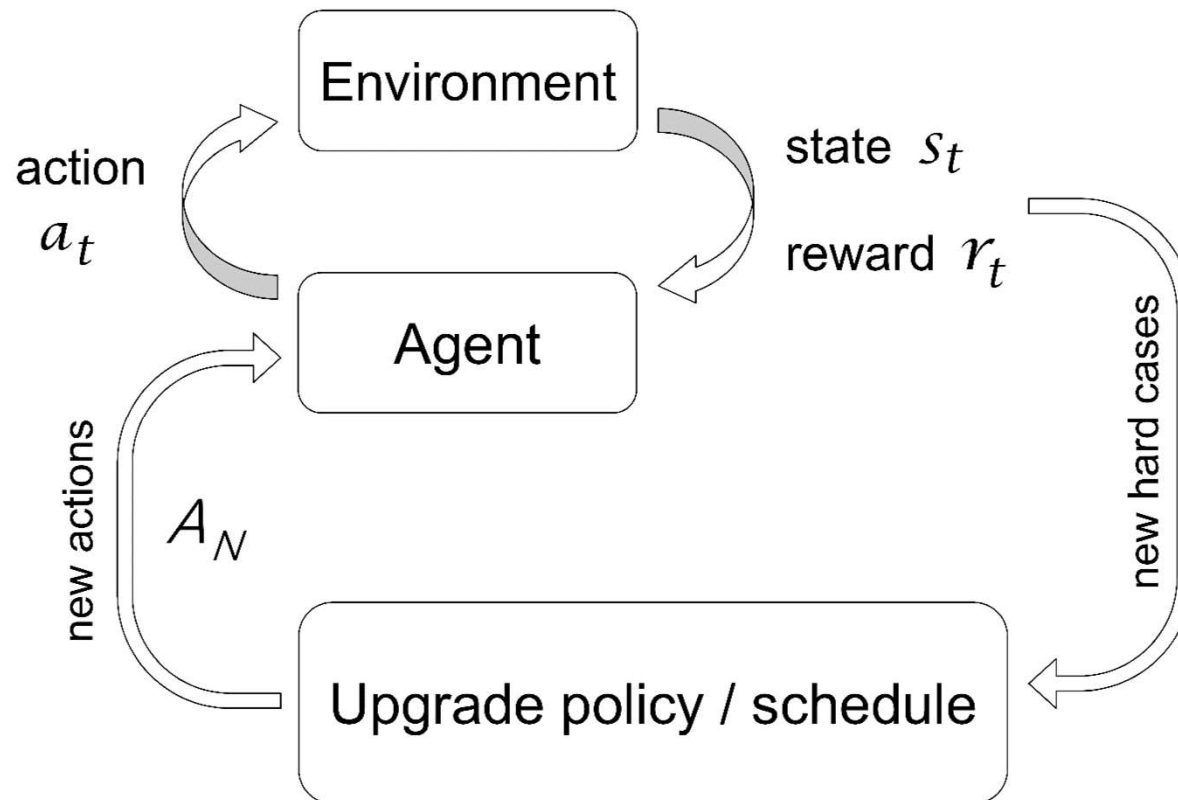 Environment
action
a_t
state s_t
reward r_t
Agent
new actions
A_N
new hard cases
Upgrade policy / schedule